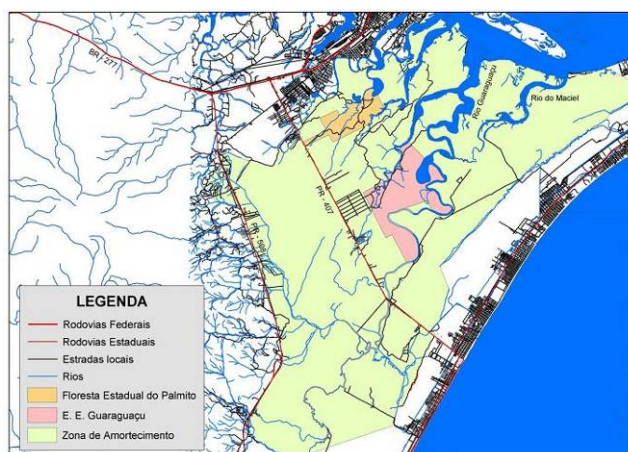 BR - 277
Rio Guaraguaçu
Rio do Maciel
PR - 407
PR - 508
LEGENDA
Rodovias Federais
Rodovias Estaduais
Estradas locais
Rios
Floresta Estadual do Palmito
E. E. Guaraguaçu
Zona de Amortecimento